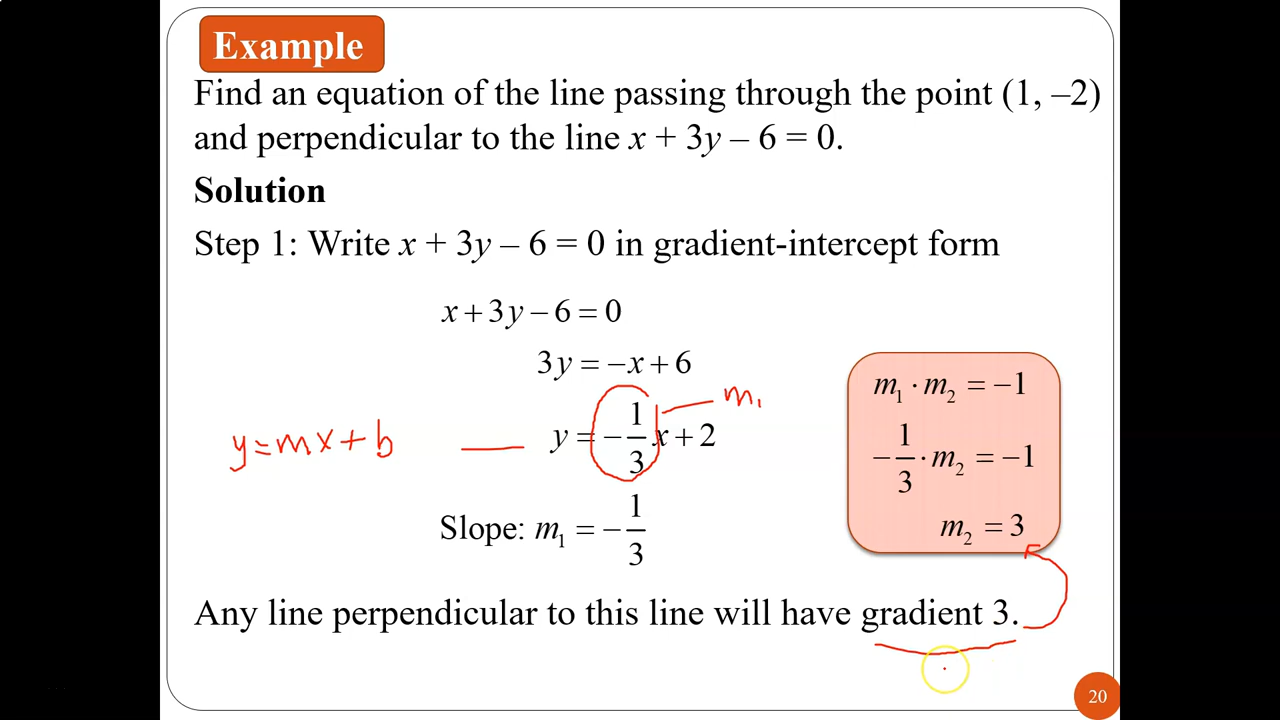 Example
Find an equation of the line passing through the point (1, –2)
and perpendicular to the line x + 3y – 6 = 0.
Solution
Step 1: Write x + 3y – 6 = 0 in gradient-intercept form
x + 3y − 6 = 0
3y = −x + 6
y = −1/3 x + 2
m₁
y = mx + b
Slope: m₁ = −1/3
m₁ · m₂ = −1
−1/3 · m₂ = −1
m₂ = 3
Any line perpendicular to this line will have gradient 3.
20